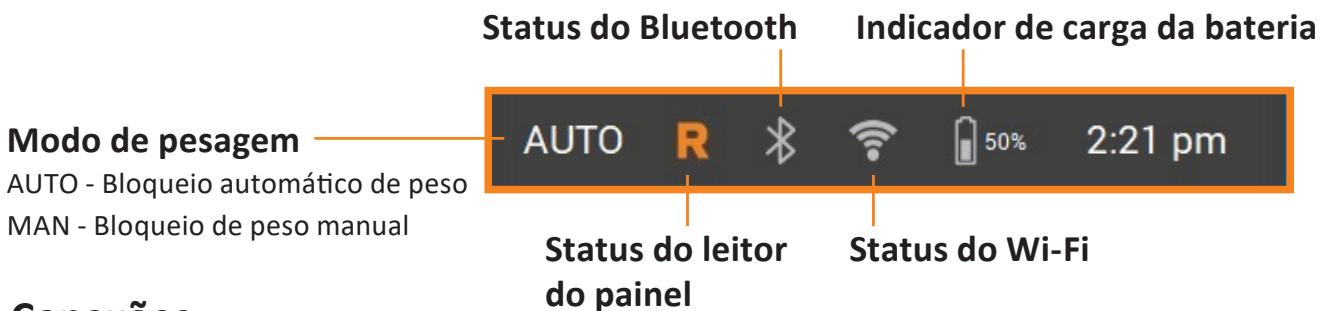 Status do Bluetooth
Indicador de carga da bateria
Modo de pesagem
AUTO - Bloqueio automático de peso
MAN - Bloqueio de peso manual
AUTO R 50% 2:21 pm
Status do leitor
do painel
Status do Wi-Fi